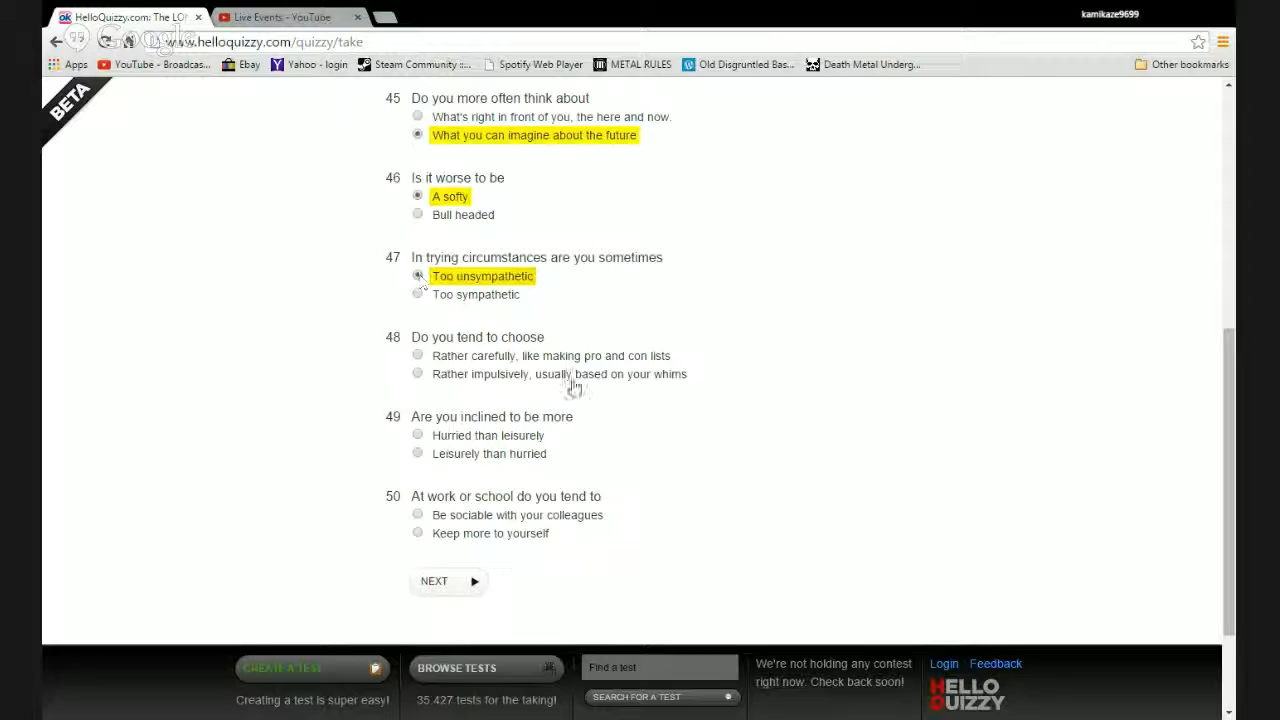 HelloQuizzy.com: The LO
Live Events - YouTube
kamikaze9699
Google
www.helloquizzy.com/quizzy/take
Apps
YouTube - Broadcas...
Ebay
Yahoo - login
Steam Community ::...
Spotify Web Player
METAL RULES
Old Disgruntled Bas...
Death Metal Underg...
Other bookmarks
BETA
45 Do you more often think about
What's right in front of you, the here and now.
What you can imagine about the future
46 Is it worse to be
A softy
Bull headed
47 In trying circumstances are you sometimes
Too unsympathetic
Too sympathetic
48 Do you tend to choose
Rather carefully, like making pro and con lists
Rather impulsively, usually based on your whims
49 Are you inclined to be more
Hurried than leisurely
Leisurely than hurried
50 At work or school do you tend to
Be sociable with your colleagues
Keep more to yourself
NEXT
CREATE A TEST
Creating a test is super easy!
BROWSE TESTS
35,427 tests for the taking!
Find a test
SEARCH FOR A TEST
We're not holding any contest
right now. Check back soon!
Login Feedback
HELLO
QUIZZY